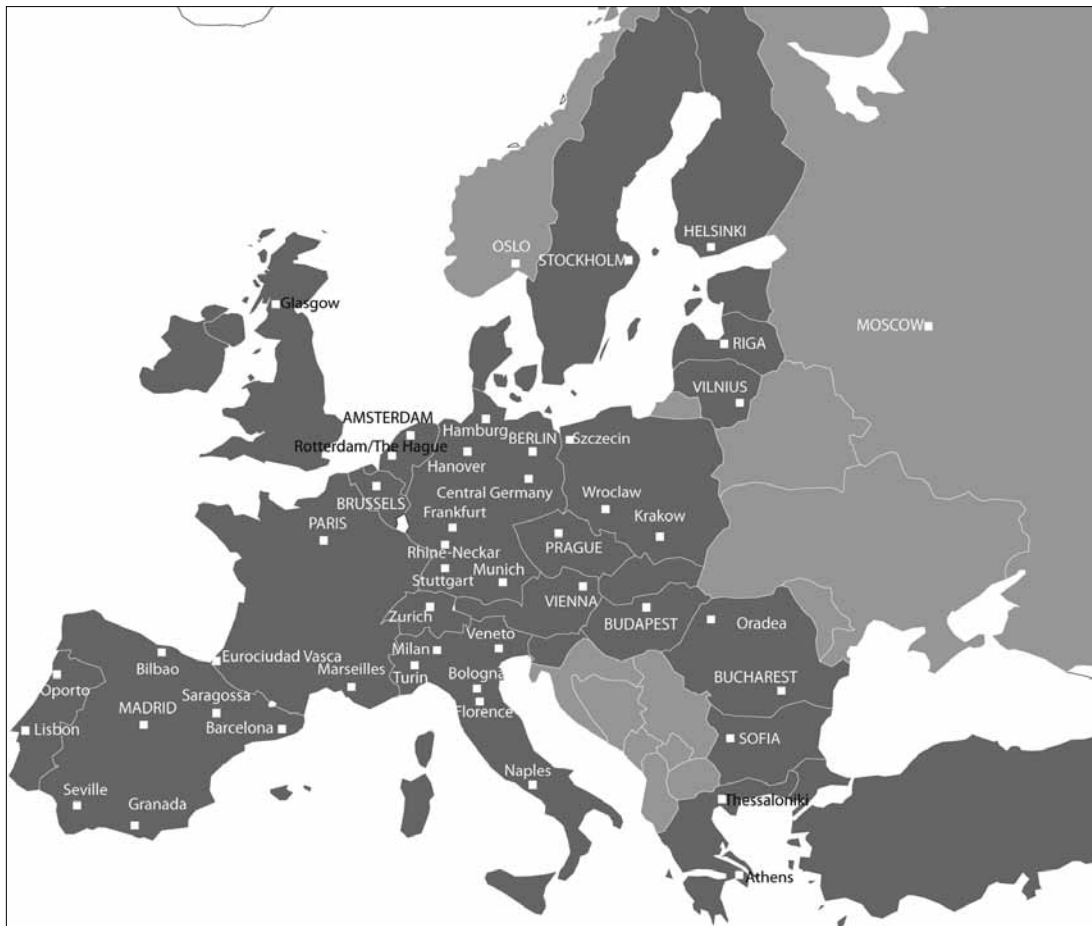 HELSINKI
OSLO
STOCKHOLM
Glasgow
MOSCOW
RIGA
VILNIUS
AMSTERDAM
Hamburg
BERLIN
Szczecin
Rotterdam/The Hague
Hanover
Central Germany
Wroclaw
BRUSSELS
Frankfurt
Krakow
PARIS
PRAGUE
Rhine-Neckar
Munich
Stuttgart
VIENNA
Zurich
BUDAPEST
Oradea
Veneto
Milan
Eurociudad Vasca
Bilbao
Marseilles
Turin
Bologna
BUCHAREST
Oporto
Saragossa
MADRID
Florence
Lisbon
Barcelona
SOFIA
Naples
Seville
Granada
Thessaloniki
Athens